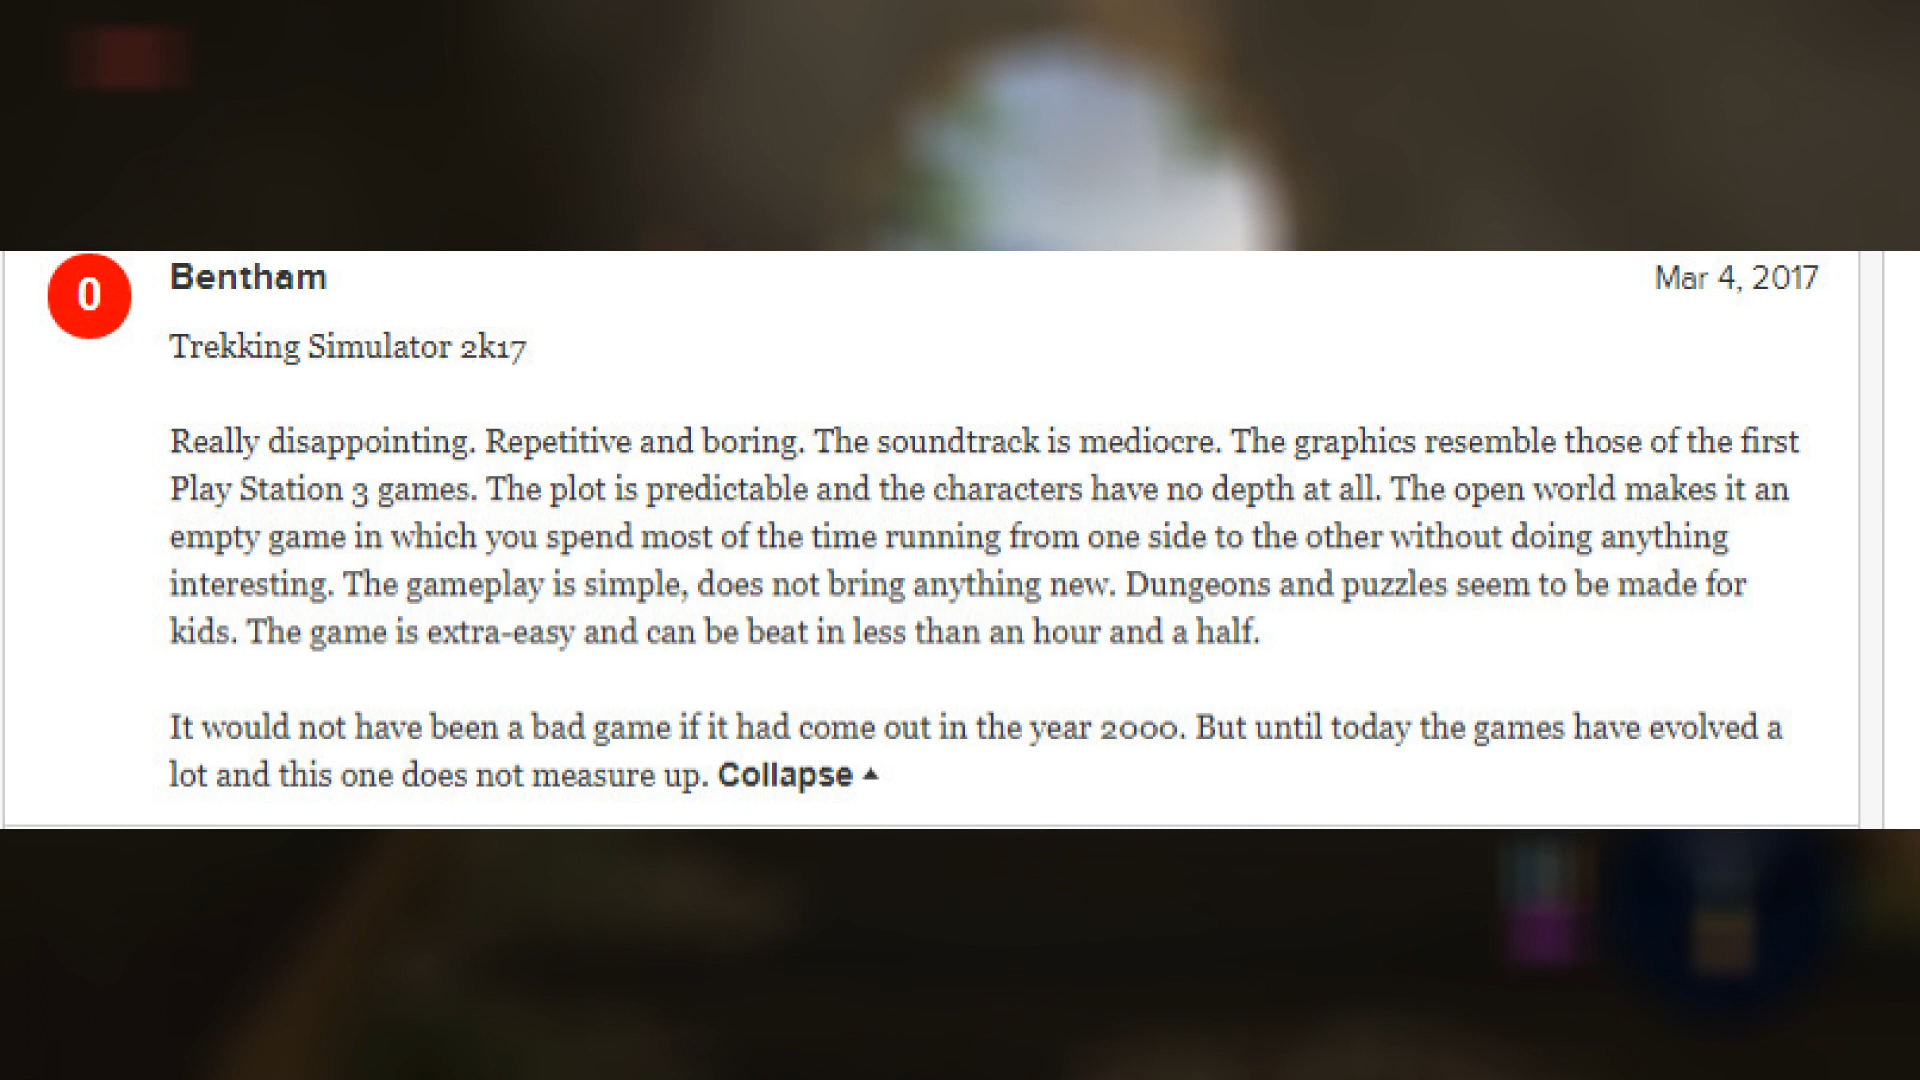 0
Bentham
Mar 4, 2017
Trekking Simulator 2k17
Really disappointing. Repetitive and boring. The soundtrack is mediocre. The graphics resemble those of the first
Play Station 3 games. The plot is predictable and the characters have no depth at all. The open world makes it an
empty game in which you spend most of the time running from one side to the other without doing anything
interesting. The gameplay is simple, does not bring anything new. Dungeons and puzzles seem to be made for
kids. The game is extra-easy and can be beat in less than an hour and a half.
It would not have been a bad game if it had come out in the year 2000. But until today the games have evolved a
lot and this one does not measure up. Collapse ▲